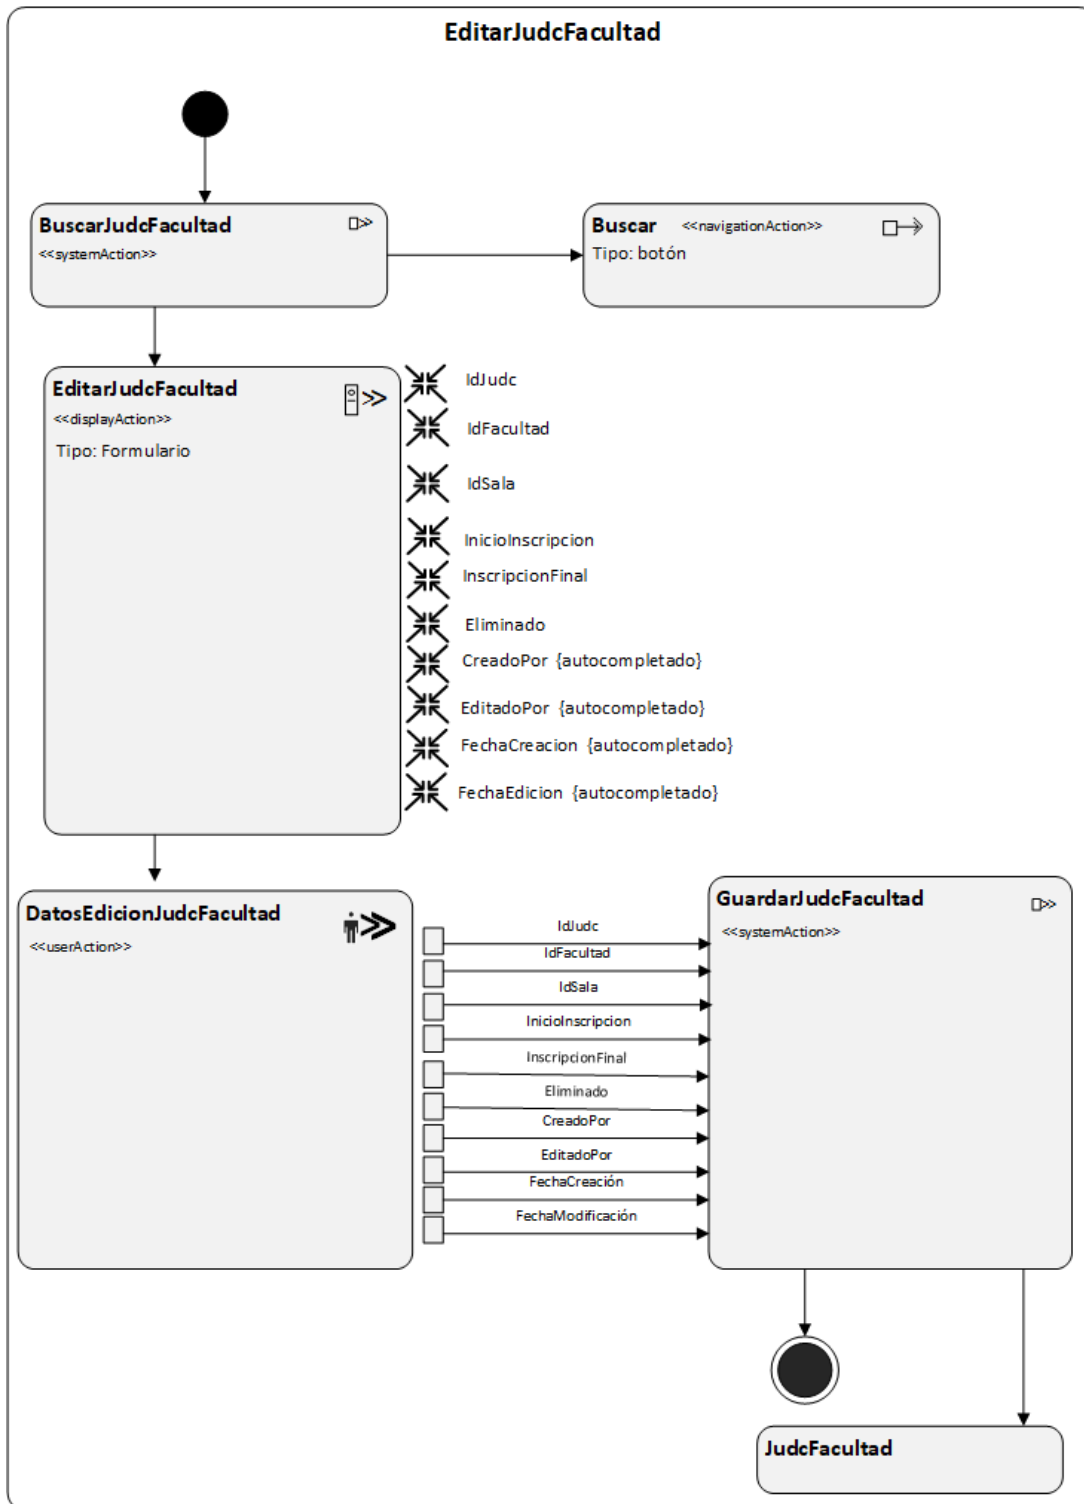 EditarJudcFacultad
BuscarJudcFacultad
<<systemAction>>
Buscar <<navigationAction>>
Tipo: botón
EditarJudcFacultad
<<displayAction>>
Tipo: Formulario
IdJudc
IdFacultad
IdSala
InicioInscripcion
InscripcionFinal
Eliminado
CreadoPor {autocompletado}
EditadoPor {autocompletado}
FechaCreacion {autocompletado}
FechaEdicion {autocompletado}
DatosEdicionJudcFacultad
<<userAction>>
IdJudc
IdFacultad
IdSala
InicioInscripcion
InscripcionFinal
Eliminado
CreadoPor
EditadoPor
FechaCreación
FechaModificación
GuardarJudcFacultad
<<systemAction>>
JudcFacultad